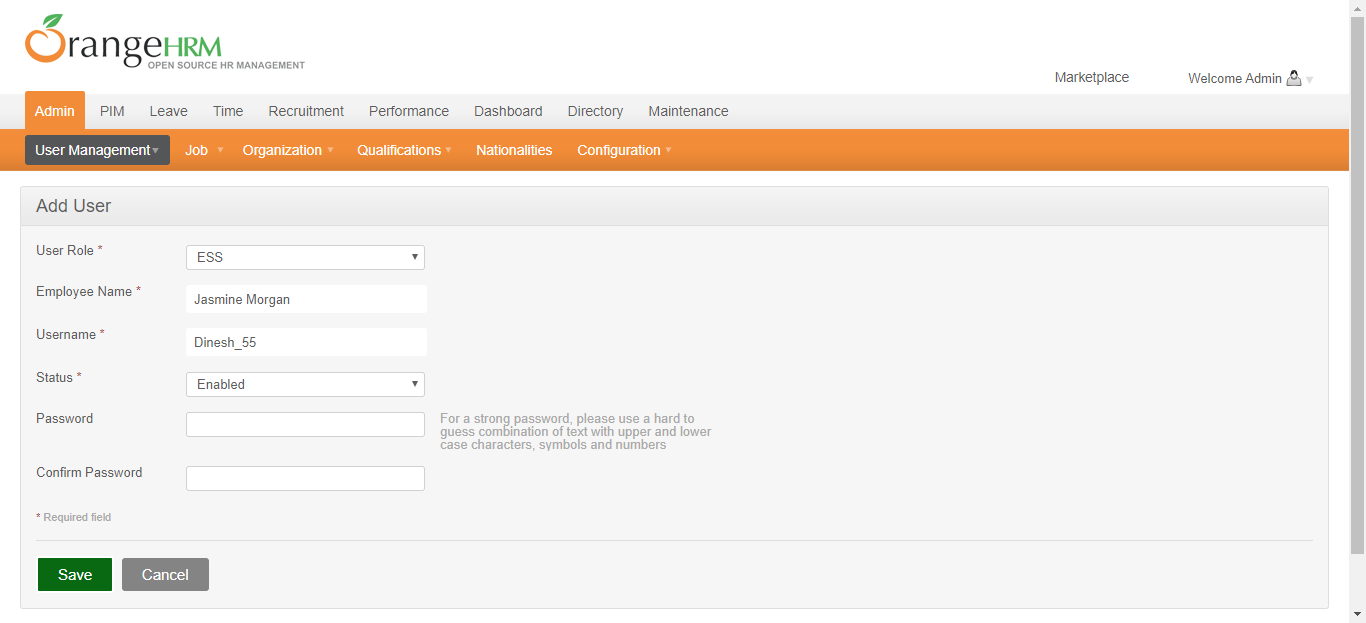 OrangeHRM
OPEN SOURCE HR MANAGEMENT
Marketplace Welcome Admin
Admin PIM Leave Time Recruitment Performance Dashboard Directory Maintenance
User Management Job Organization Qualifications Nationalities Configuration
Add User
User Role * ESS
Employee Name * Jasmine Morgan
Username * Dinesh_55
Status * Enabled
Password For a strong password, please use a hard to
guess combination of text with upper and lower
case characters, symbols and numbers
Confirm Password
* Required field
Save Cancel